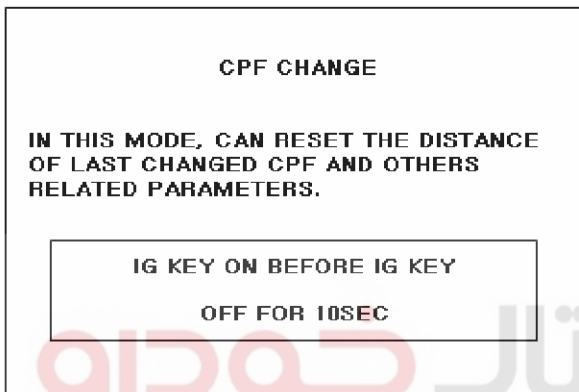 CPF CHANGE
IN THIS MODE, CAN RESET THE DISTANCE
OF LAST CHANGED CPF AND OTHERS
RELATED PARAMETERS.
IG KEY ON BEFORE IG KEY
OFF FOR 10SEC